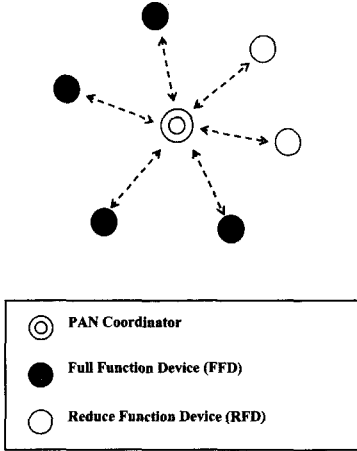 PAN Coordinator
Full Function Device (FFD)
Reduce Function Device (RFD)